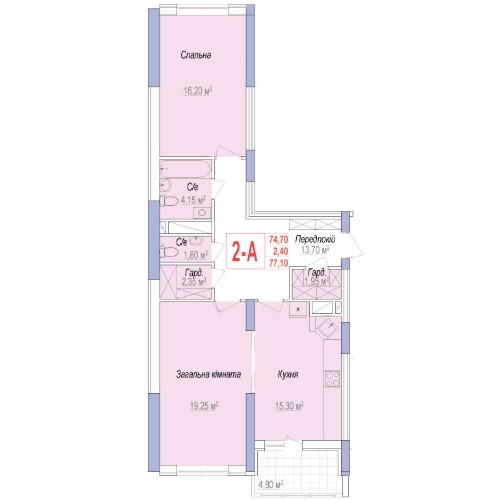 Спальна
16,20 м²
С/в
4,15 м²
С/в
1,80 м²
Гард.
2,35 м²
2-А
74,70
2,40
77,10
Передпокій
13,70 м²
Гард.
1,95 м²
Загальна кімната
19,25 м²
Кухня
15,30 м²
4,80 м²